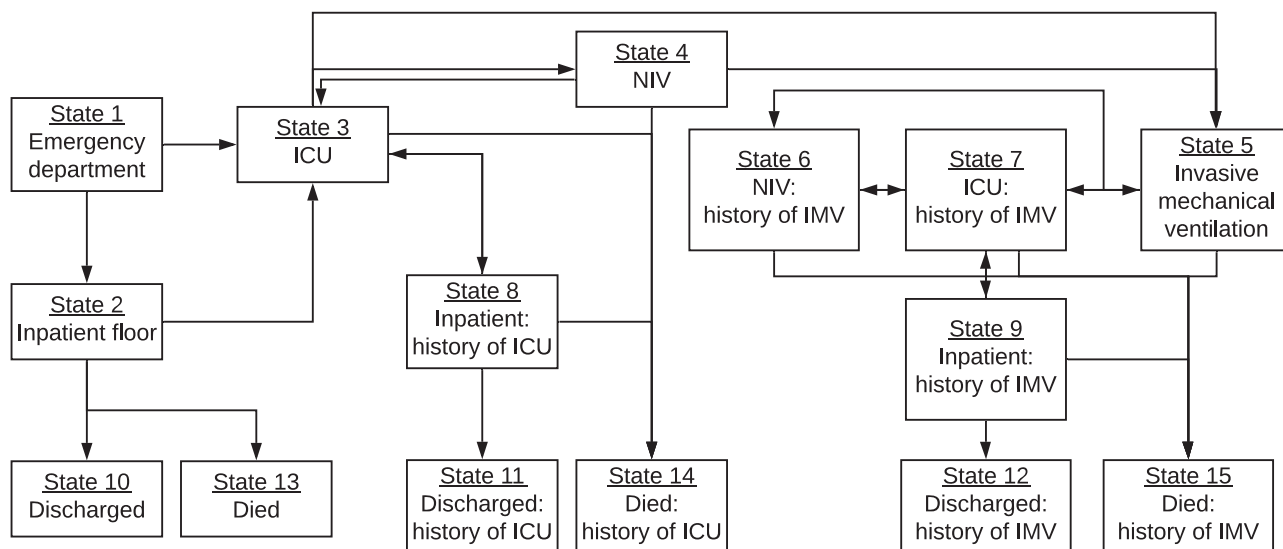 State 4
NIV
State 1
Emergency
department
State 3
ICU
State 6
NIV:
history of IMV
State 7
ICU:
history of IMV
State 5
Invasive
mechanical
ventilation
State 2
Inpatient floor
State 8
Inpatient:
history of ICU
State 9
Inpatient:
history of IMV
State 10
Discharged
State 13
Died
State 11
Discharged:
history of ICU
State 14
Died:
history of ICU
State 12
Discharged:
history of IMV
State 15
Died:
history of IMV